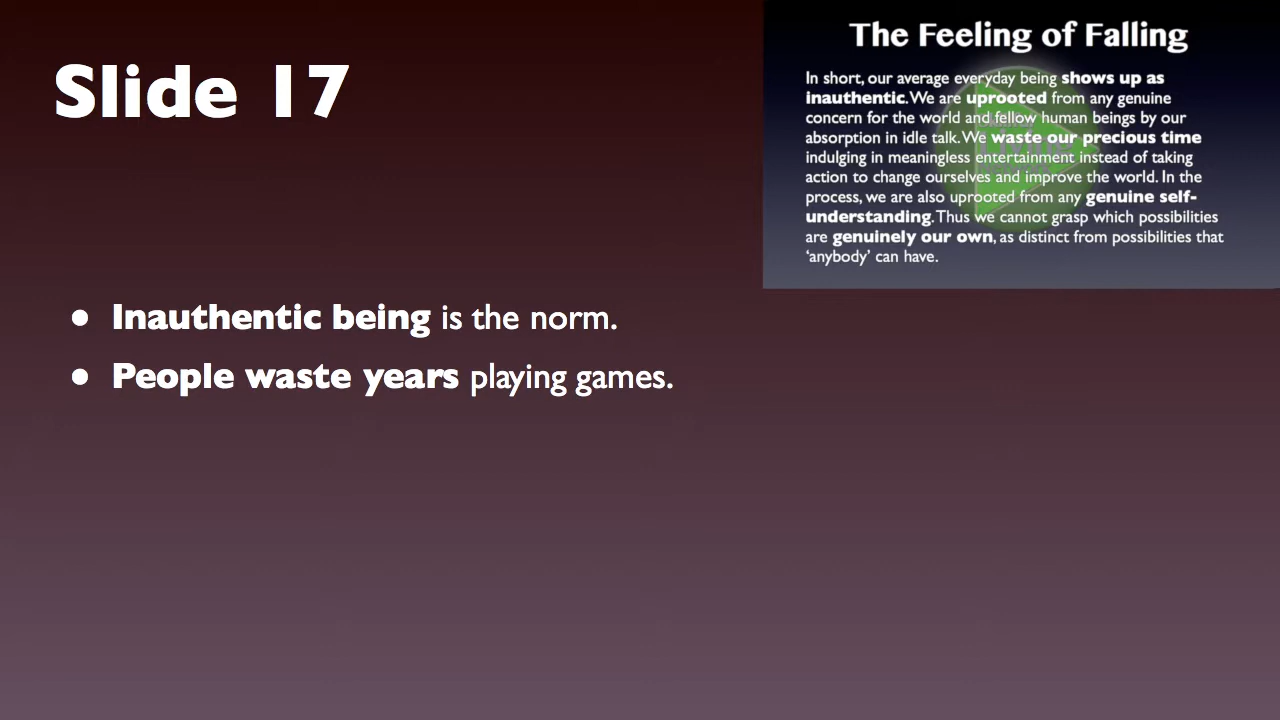 Slide 17
The Feeling of Falling
In short, our average everyday being shows up as
inauthentic. We are uprooted from any genuine
concern for the world and fellow human beings by our
absorption in idle talk. We waste our precious time
indulging in meaningless entertainment instead of taking
action to change ourselves and improve the world. In the
process, we are also uprooted from any genuine self-
understanding. Thus we cannot grasp which possibilities
are genuinely our own, as distinct from possibilities that
‘anybody’ can have.
● Inauthentic being is the norm.
● People waste years playing games.